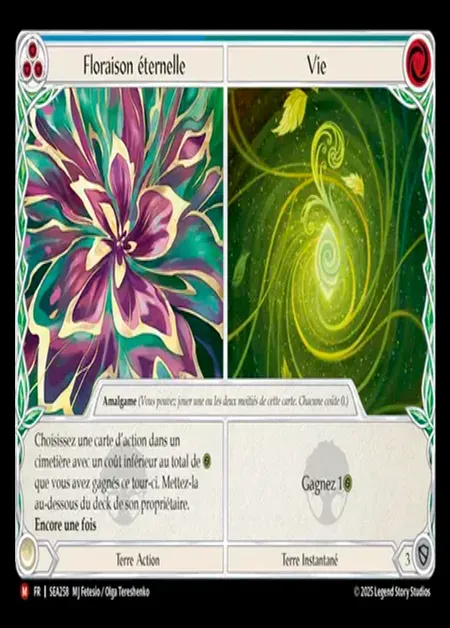 Floraison éternelle
Vie
Amalgame (Vous pouvez jouer une ou les deux moitiés de cette carte. Chacune coûte 0.)
Choisissez une carte d'action dans un
cimetière avec un coût inférieur au total de
que vous avez gagnés ce tour-ci. Mettez-la
au-dessous du deck de son propriétaire.
Encore une fois
Gagnez 1
Terre Action
Terre Instantané
3
M FR | SEA258 MJ Fetesio / Olga Tereshenko
© 2025 Legend Story Studios